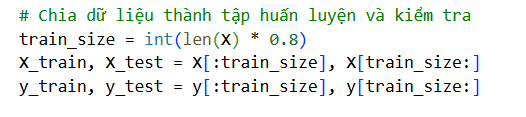 # Chia dữ liệu thành tập huấn luyện và kiểm tra
train_size = int(len(X) * 0.8)
X_train, X_test = X[:train_size], X[train_size:]
y_train, y_test = y[:train_size], y[train_size:]